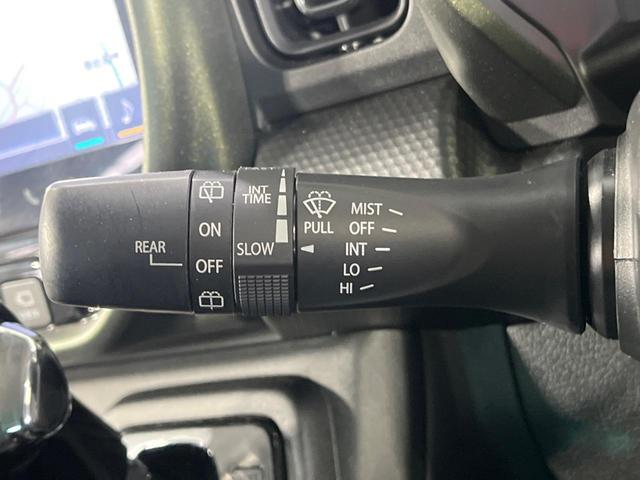 REAR
ON
OFF
INT
TIME
SLOW
PULL
MIST
OFF
INT
LO
HI